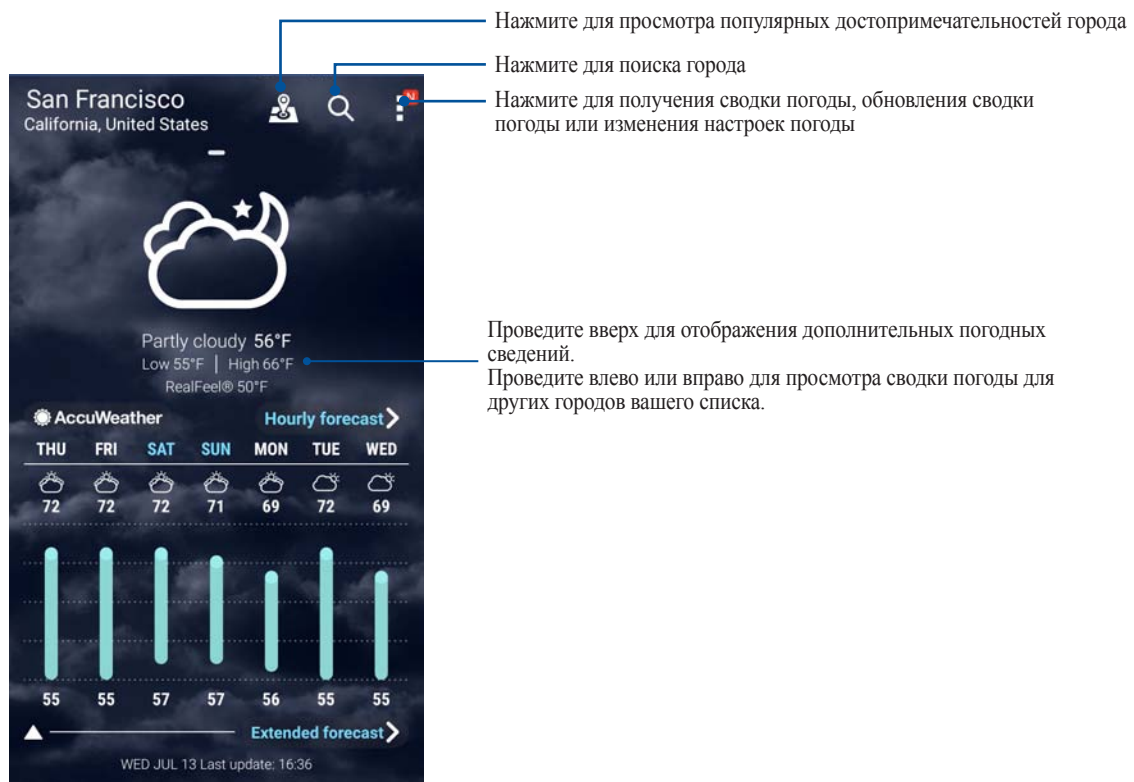 Нажмите для просмотра популярных достопримечательностей города
Нажмите для поиска города
Нажмите для получения сводки погоды, обновления сводки
погоды или изменения настроек погоды
San Francisco
California, United States
N
Partly cloudy 56°F
Low 55°F | High 66°F
RealFeel® 50°F
Проведите вверх для отображения дополнительных погодных
сведений.
Проведите влево или вправо для просмотра сводки погоды для
других городов вашего списка.
AccuWeather Hourly forecast
THU FRI SAT SUN MON TUE WED
72 72 72 71 69 72 69
55 55 57 57 56 55 55
Extended forecast
WED JUL 13 Last update: 16:36